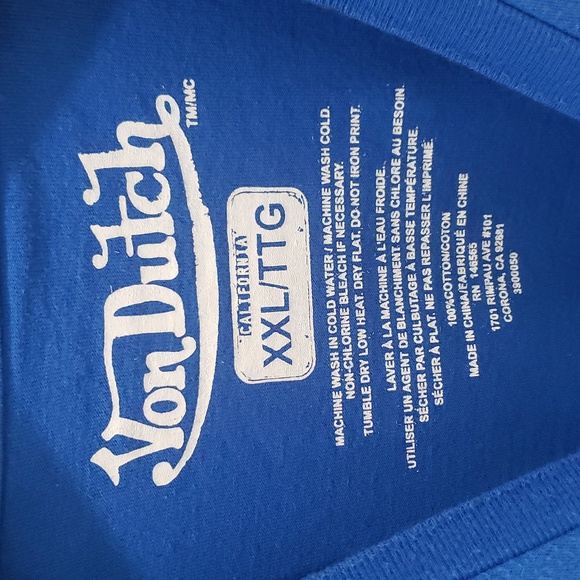 Von Dutch
TM/MC
CALIFORNIA
XXL/TTG
MACHINE WASH IN COLD WATER / MACHINE WASH COLD.
NON-CHLORINE BLEACH IF NECESSARY.
TUMBLE DRY LOW HEAT. DRY FLAT, DO NOT IRON PRINT.
LAVER À LA MACHINE À L'EAU FROIDE.
UTILISER UN AGENT DE BLANCHIMENT SANS CHLORE AU BESOIN.
SÉCHER PAR CULBUTAGE À BASSE TEMPÉRATURE.
SÉCHER À PLAT. NE PAS REPASSER L'IMPRIMÉ.
100%COTTON/COTON
MADE IN CHINA/FABRIQUÉ EN CHINE
RM 146565
1701 RIMPAU AVE #101
CORONA, CA 92881
3900050